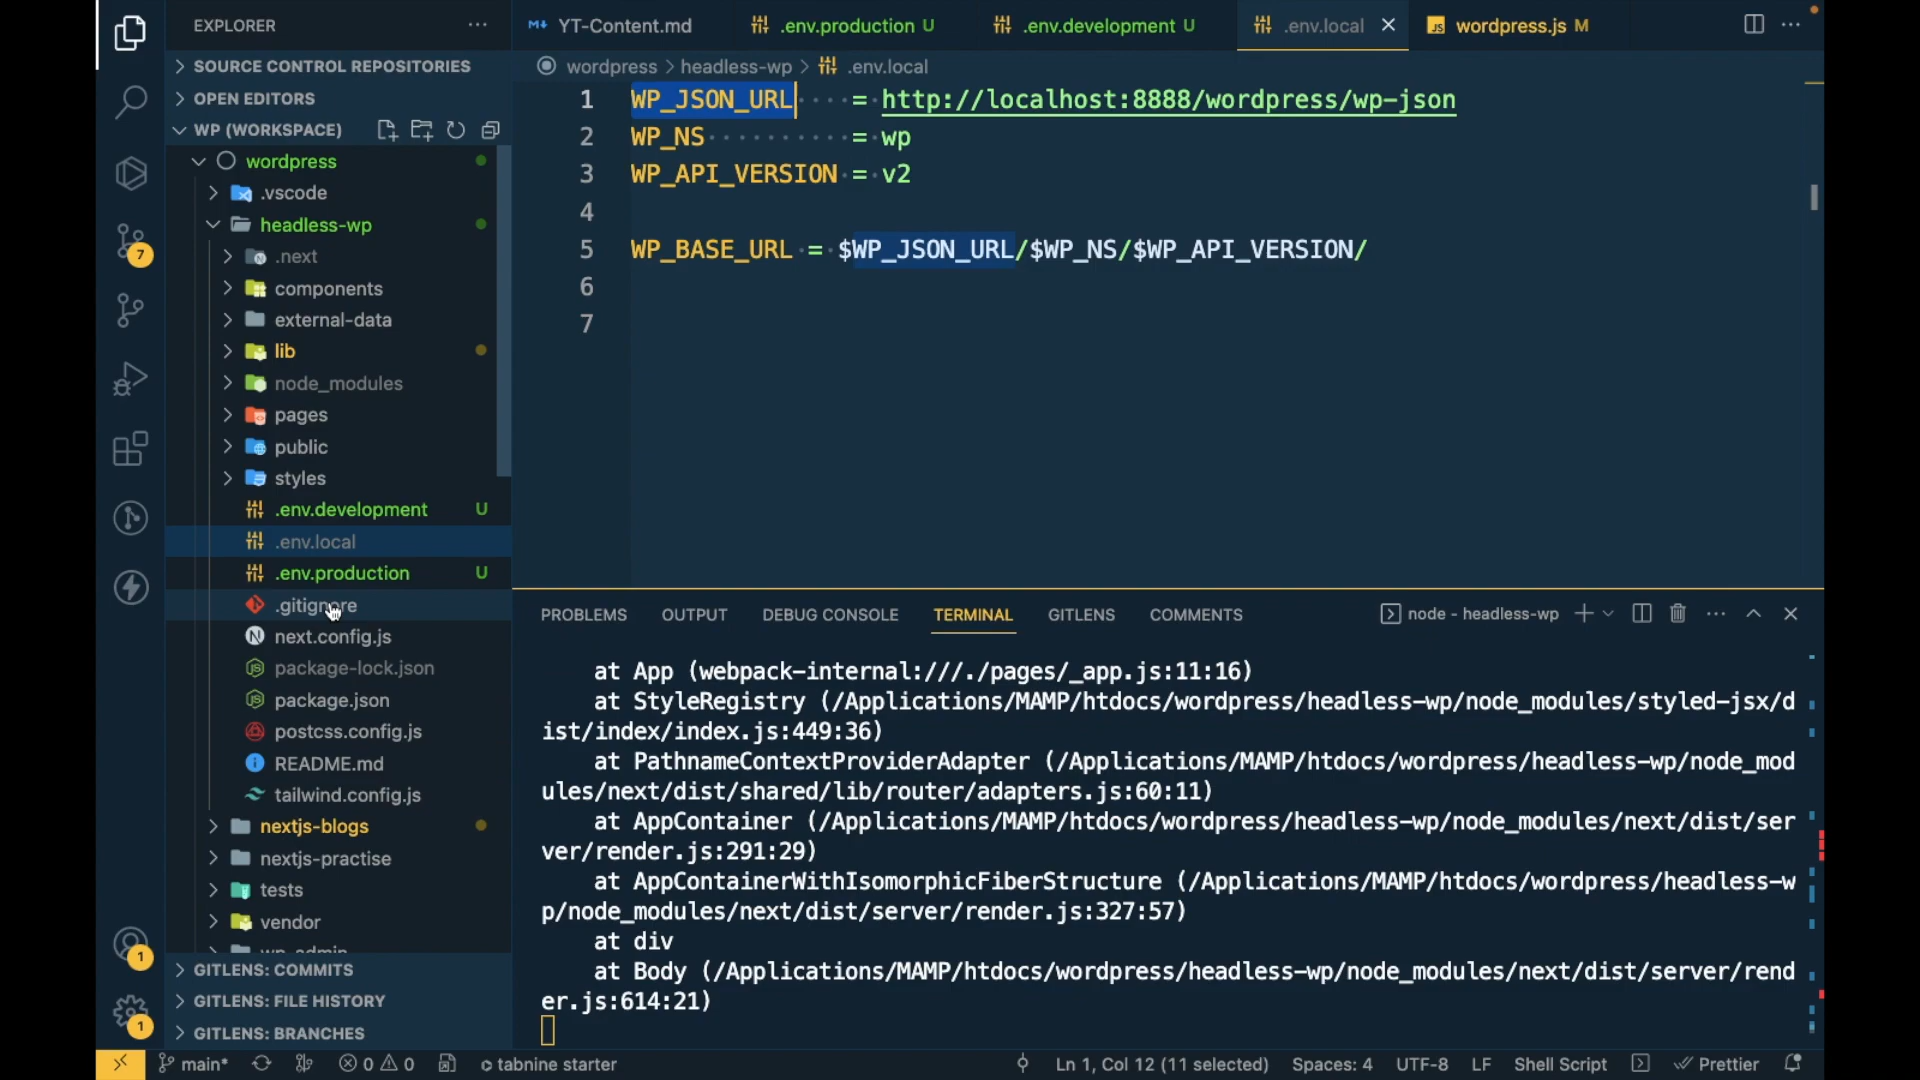 EXPLORER
SOURCE CONTROL REPOSITORIES
OPEN EDITORS
WP (WORKSPACE)
wordpress
.vscode
headless-wp
.next
components
external-data
lib
node_modules
pages
public
styles
.env.development U
.env.local
.env.production U
.gitignore
next.config.js
package-lock.json
package.json
postcss.config.js
README.md
tailwind.config.js
nextjs-blogs
nextjs-practise
tests
vendor
wp-admin
GITLENS: COMMITS
GITLENS: FILE HISTORY
GITLENS: BRANCHES
7
1
1
YT-Content.md .env.production U .env.development U .env.local wordpress.js M
wordpress > headless-wp > .env.local
1 WP_JSON_URL = http://localhost:8888/wordpress/wp-json
2 WP_NS = wp
3 WP_API_VERSION = v2
4
5 WP_BASE_URL = $WP_JSON_URL/$WP_NS/$WP_API_VERSION/
6
7
PROBLEMS OUTPUT DEBUG CONSOLE TERMINAL GITLENS COMMENTS node - headless-wp
at App (webpack-internal:///./pages/_app.js:11:16)
at StyleRegistry (/Applications/MAMP/htdocs/wordpress/headless-wp/node_modules/styled-jsx/d
ist/index/index.js:449:36)
at PathnameContextProviderAdapter (/Applications/MAMP/htdocs/wordpress/headless-wp/node_mod
ules/next/dist/shared/lib/router/adapters.js:60:11)
at AppContainer (/Applications/MAMP/htdocs/wordpress/headless-wp/node_modules/next/dist/ser
ver/render.js:291:29)
at AppContainerWithIsomorphicFiberStructure (/Applications/MAMP/htdocs/wordpress/headless-w
p/node_modules/next/dist/server/render.js:327:57)
at div
at Body (/Applications/MAMP/htdocs/wordpress/headless-wp/node_modules/next/dist/server/rend
er.js:614:21)
main* 0 0 tabnine starter Ln 1, Col 12 (11 selected) Spaces: 4 UTF-8 LF Shell Script Prettier